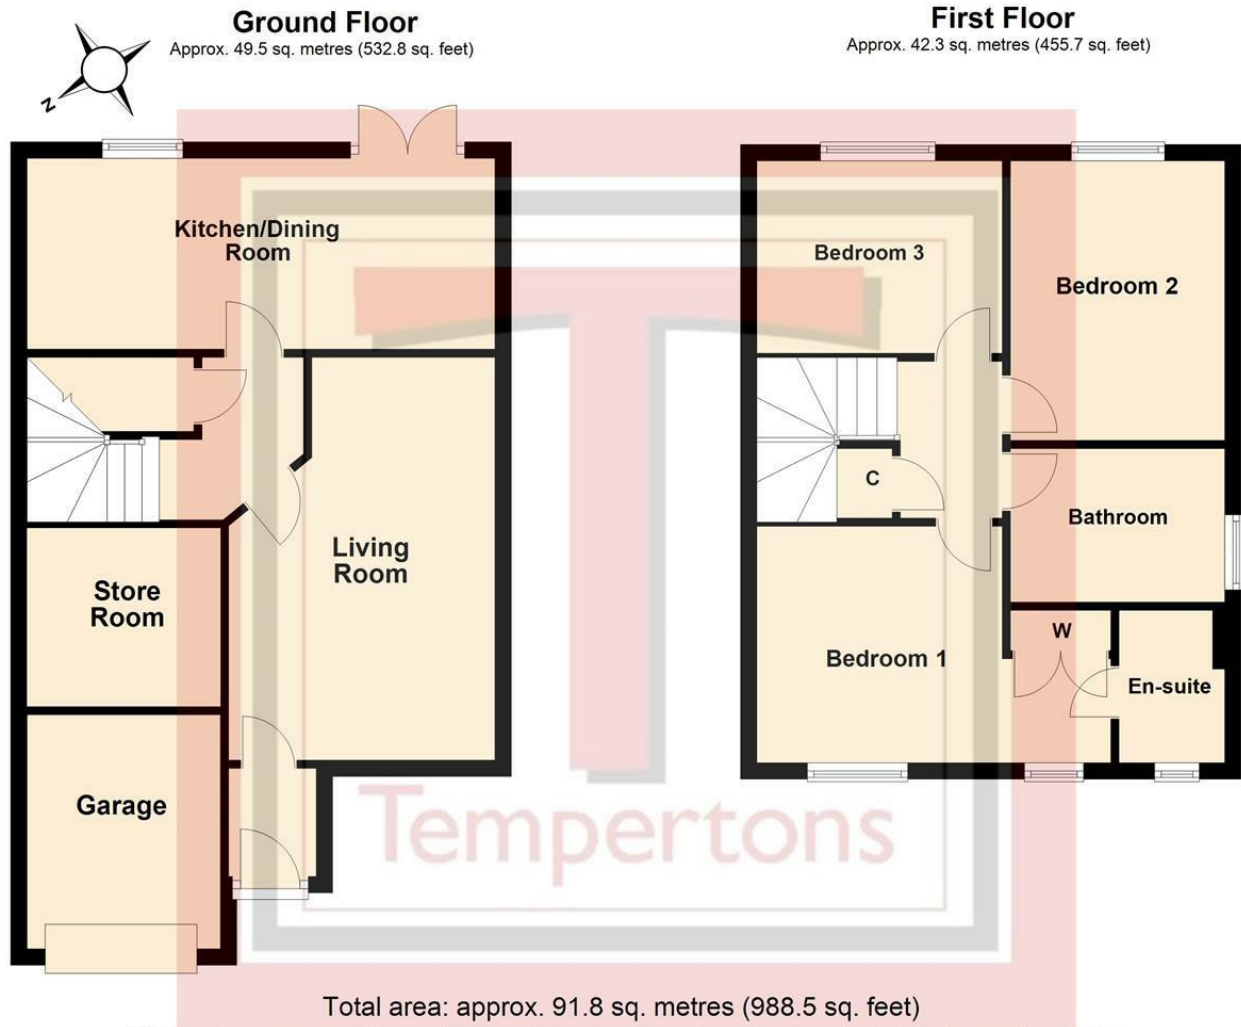 Ground Floor
Approx. 49.5 sq. metres (532.8 sq. feet)
First Floor
Approx. 42.3 sq. metres (455.7 sq. feet)
N
Kitchen/Dining
Room
Living
Room
Store
Room
Garage
Bedroom 3
Bedroom 2
C
Bathroom
Bedroom 1
W
En-suite
T
Tempertons
Total area: approx. 91.8 sq. metres (988.5 sq. feet)